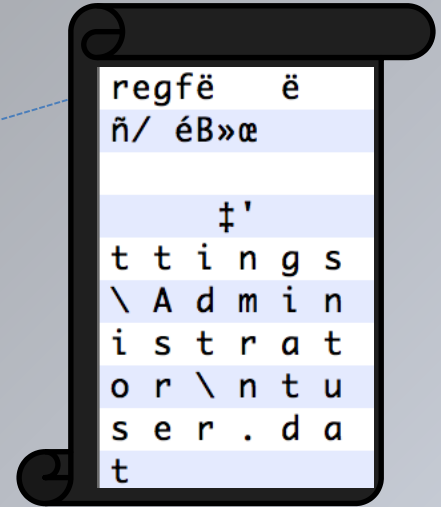 regfë   ë
ñ/ éB»œ
‡'
t t i n g s
\ A d m i n
i s t r a t
o r \ n t u
s e r . d a
t